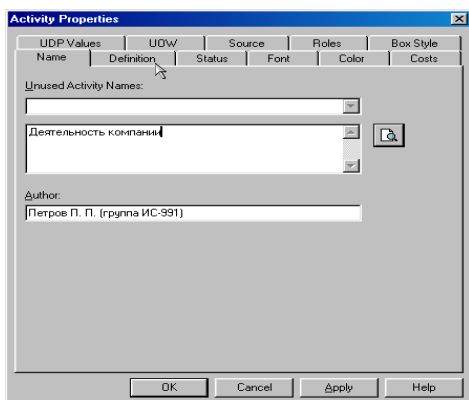 Activity Properties
UDP Values UOW Source Roles Box Style
Name Definition Status Font Color Costs
Unused Activity Names:
Деятельность компании
Author:
Петров П. П. (группа ИС-991)
OK Cancel Apply Help